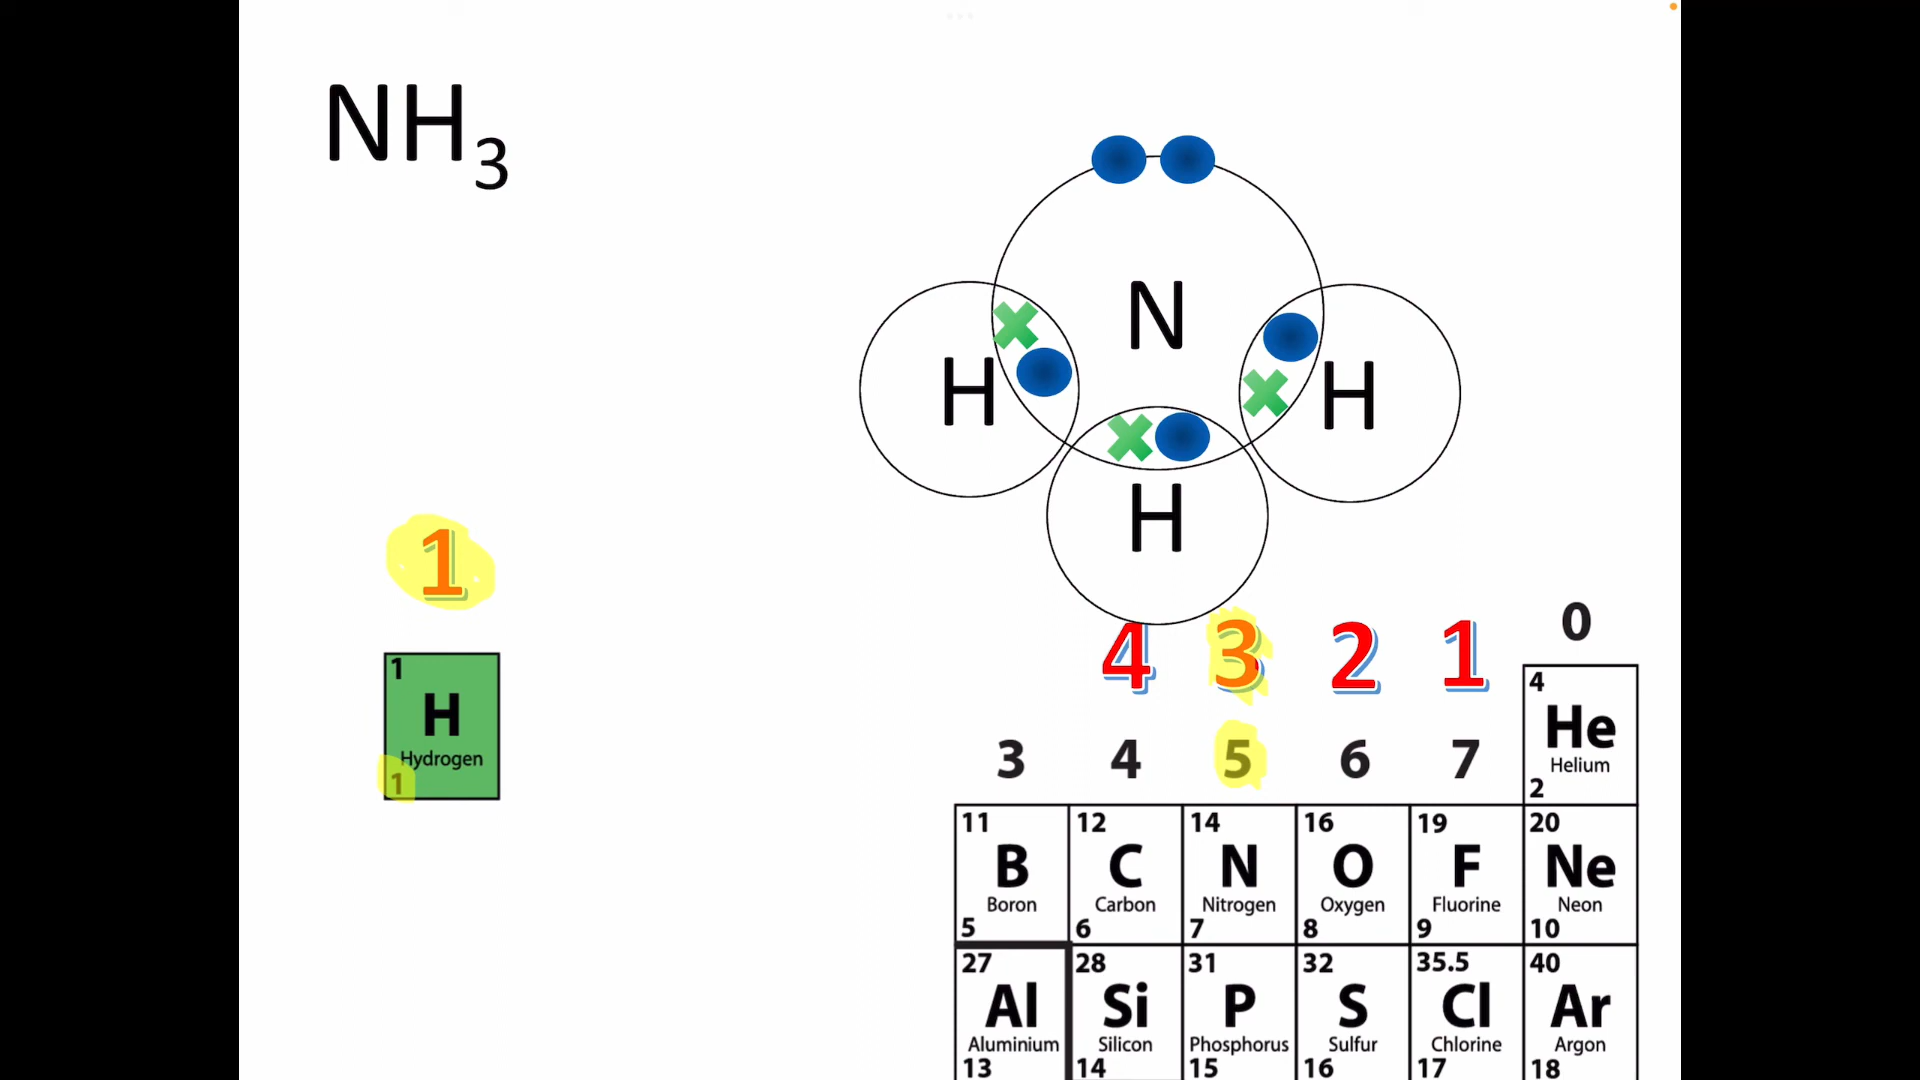 NH₃
N
H H
H
1
4 3 2 1 0
1
H
Hydrogen
1
4
He
Helium
2
3 4 5 6 7
11 12 14 16 19 20
B C N O F Ne
Boron Carbon Nitrogen Oxygen Fluorine Neon
5 6 7 8 9 10
27 28 31 32 35.5 40
Al Si P S Cl Ar
Aluminium Silicon Phosphorus Sulfur Chlorine Argon
13 14 15 16 17 18